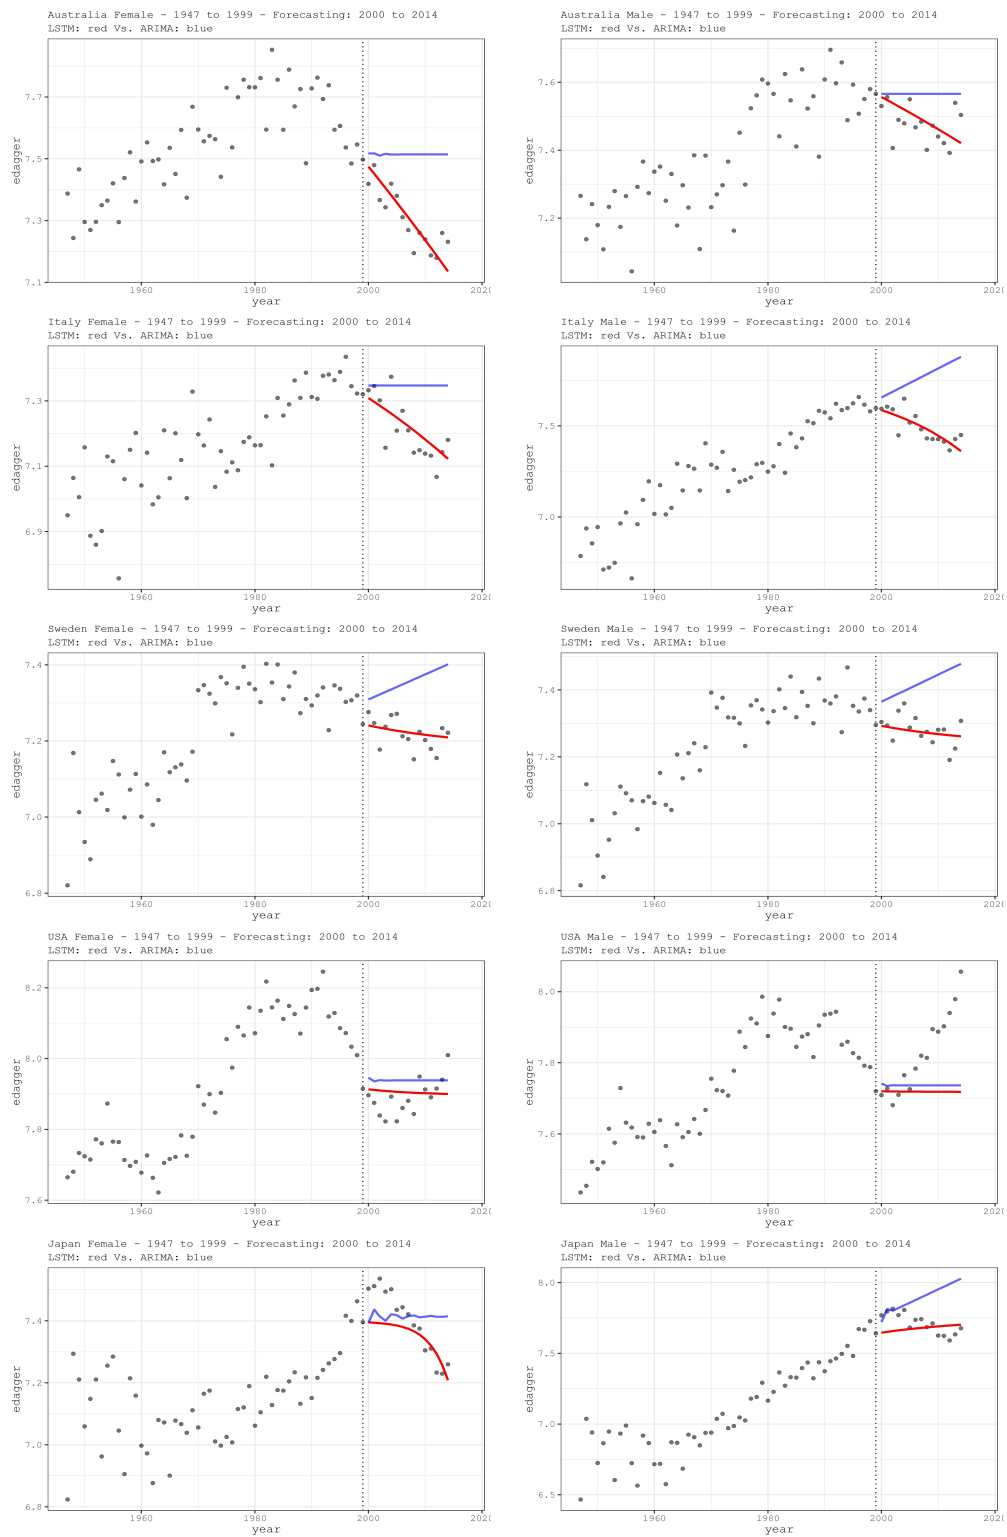 Australia Female - 1947 to 1999 - Forecasting: 2000 to 2014
LSTM: red Vs. ARIMA: blue
7.7
7.5
7.3
7.1
edagger
1960
1980
2000
2020
year
Australia Male - 1947 to 1999 - Forecasting: 2000 to 2014
LSTM: red Vs. ARIMA: blue
7.6
7.4
7.2
edagger
1960
1980
2000
2020
year
Italy Female - 1947 to 1999 - Forecasting: 2000 to 2014
LSTM: red Vs. ARIMA: blue
7.3
7.1
6.9
edagger
1960
1980
2000
2020
year
Italy Male - 1947 to 1999 - Forecasting: 2000 to 2014
LSTM: red Vs. ARIMA: blue
7.5
7.0
edagger
1960
1980
2000
2020
year
Sweden Female - 1947 to 1999 - Forecasting: 2000 to 2014
LSTM: red Vs. ARIMA: blue
7.4
7.2
7.0
6.8
edagger
1960
1980
2000
2020
year
Sweden Male - 1947 to 1999 - Forecasting: 2000 to 2014
LSTM: red Vs. ARIMA: blue
7.4
7.2
7.0
6.8
edagger
1960
1980
2000
2020
year
USA Female - 1947 to 1999 - Forecasting: 2000 to 2014
LSTM: red Vs. ARIMA: blue
8.2
8.0
7.8
7.6
edagger
1960
1980
2000
2020
year
USA Male - 1947 to 1999 - Forecasting: 2000 to 2014
LSTM: red Vs. ARIMA: blue
8.0
7.8
7.6
edagger
1960
1980
2000
2020
year
Japan Female - 1947 to 1999 - Forecasting: 2000 to 2014
LSTM: red Vs. ARIMA: blue
7.4
7.2
7.0
6.8
edagger
1960
1980
2000
2020
year
Japan Male - 1947 to 1999 - Forecasting: 2000 to 2014
LSTM: red Vs. ARIMA: blue
8.0
7.5
7.0
6.5
edagger
1960
1980
2000
2020
year